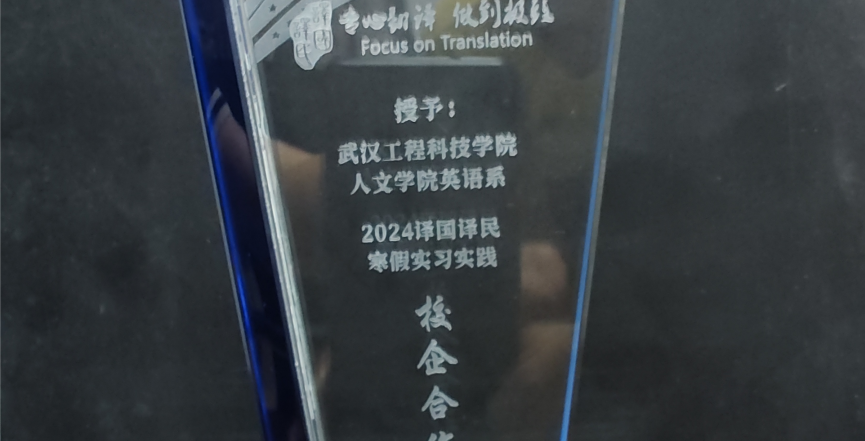 专心翻译 做到极致
Focus on Translation
授予：
武汉工程科技学院
人文学院英语系
2024译国译民
寒假实习实践
校
企
合